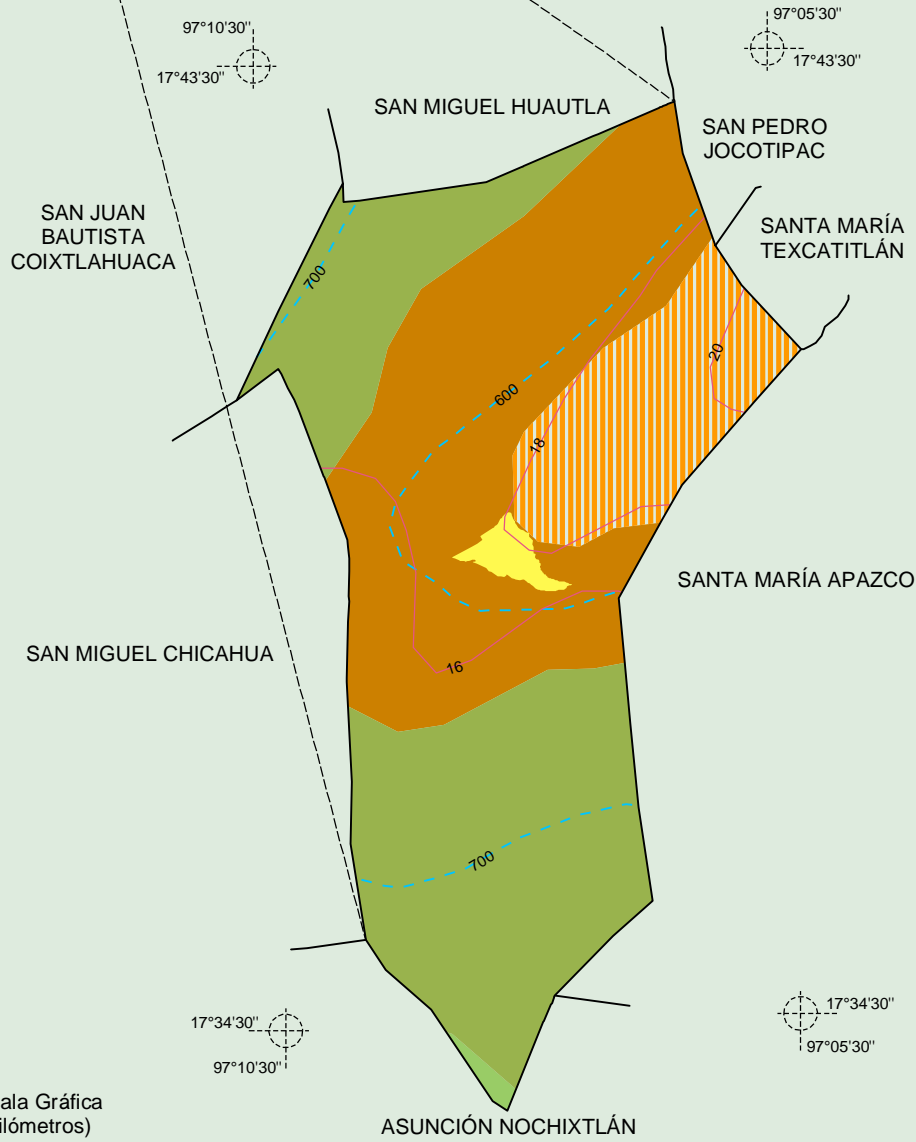 97°10'30''
17°43'30''
97°05'30''
17°43'30''
SAN MIGUEL HUAUTLA
SAN PEDRO
JOCOTIPAC
SAN JUAN
BAUTISTA
COIXTLAHUACA
SANTA MARÍA
TEXCATITLÁN
700
600
20
18
SANTA MARÍA APAZCO
SAN MIGUEL CHICAHUA
16
700
17°34'30''
97°10'30''
17°34'30''
97°05'30''
ala Gráfica
ilómetros)
ASUNCIÓN NOCHIXTLÁN